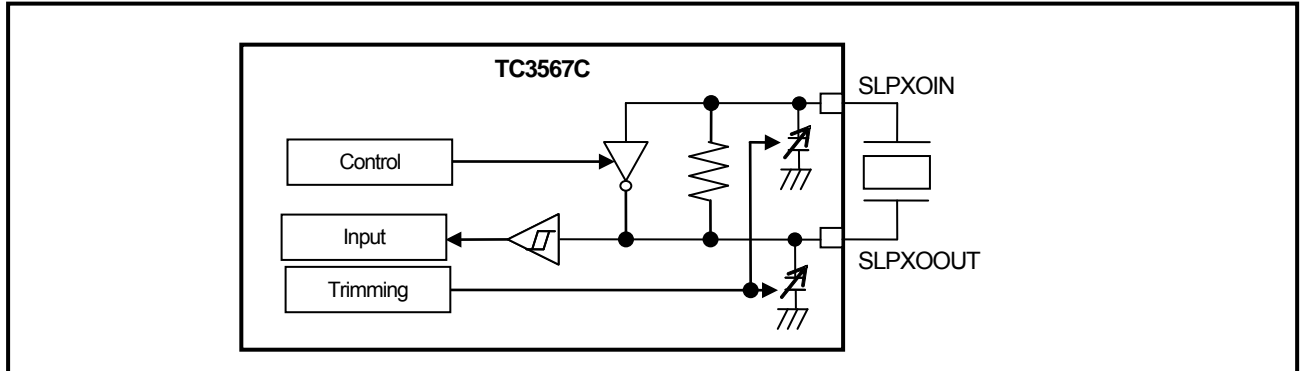 TC3567C
SLPXOIN
Control
Input
SLPXOOUT
Trimming